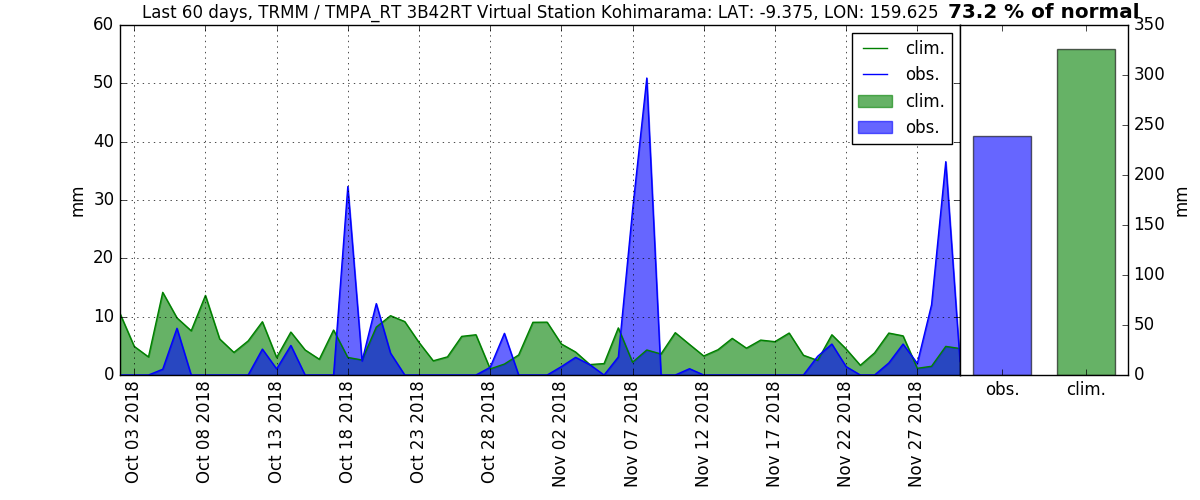 Last 60 days, TRMM / TMPA_RT 3B42RT Virtual Station Kohimarama: LAT: -9.375, LON: 159.625 73.2 % of normal
60
50
40
30
20
10
0
mm
clim.
obs.
clim.
obs.
350
300
250
200
150
100
50
0
mm
Oct 03 2018
Oct 08 2018
Oct 13 2018
Oct 18 2018
Oct 23 2018
Oct 28 2018
Nov 02 2018
Nov 07 2018
Nov 12 2018
Nov 17 2018
Nov 22 2018
Nov 27 2018
obs.
clim.